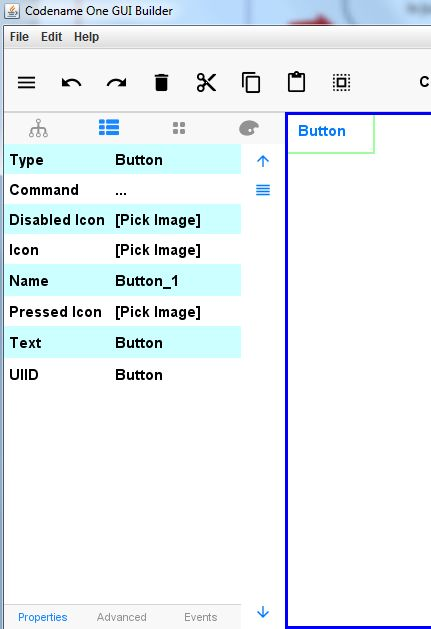 Codename One GUI Builder
File Edit Help
C
Button
Type Button
Command ...
Disabled Icon [Pick Image]
Icon [Pick Image]
Name Button_1
Pressed Icon [Pick Image]
Text Button
UIID Button
Properties Advanced Events